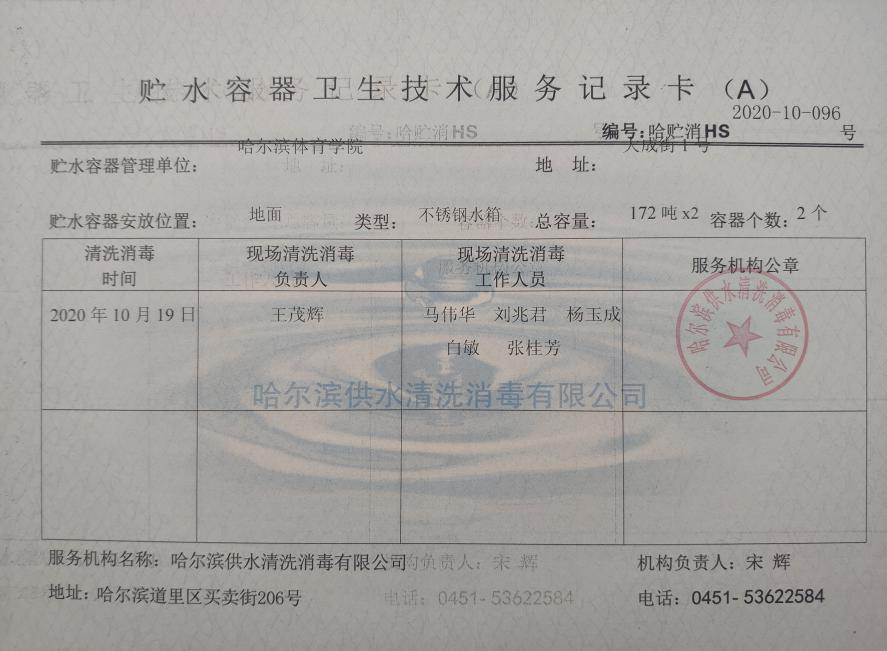 贮水容器卫生技术服务记录卡（A）
编号：哈贮消HS 2020-10-096 号
贮水容器管理单位： 哈尔滨体育学院 地 址： 大成街1号
贮水容器安放位置： 地面 类型： 不锈钢水箱 总容量： 172吨x2 容器个数： 2个
清洗消毒时间 现场清洗消毒负责人 现场清洗消毒工作人员 服务机构公章
2020年10月19日 王茂辉 马伟华 刘兆君 杨玉成
白敏 张桂芳
哈尔滨供水清洗消毒有限公司
哈尔滨供水清洗消毒有限公司
服务机构名称：哈尔滨供水清洗消毒有限公司 机构负责人：宋 辉
地址：哈尔滨道里区买卖街206号 电话：0451-53622584